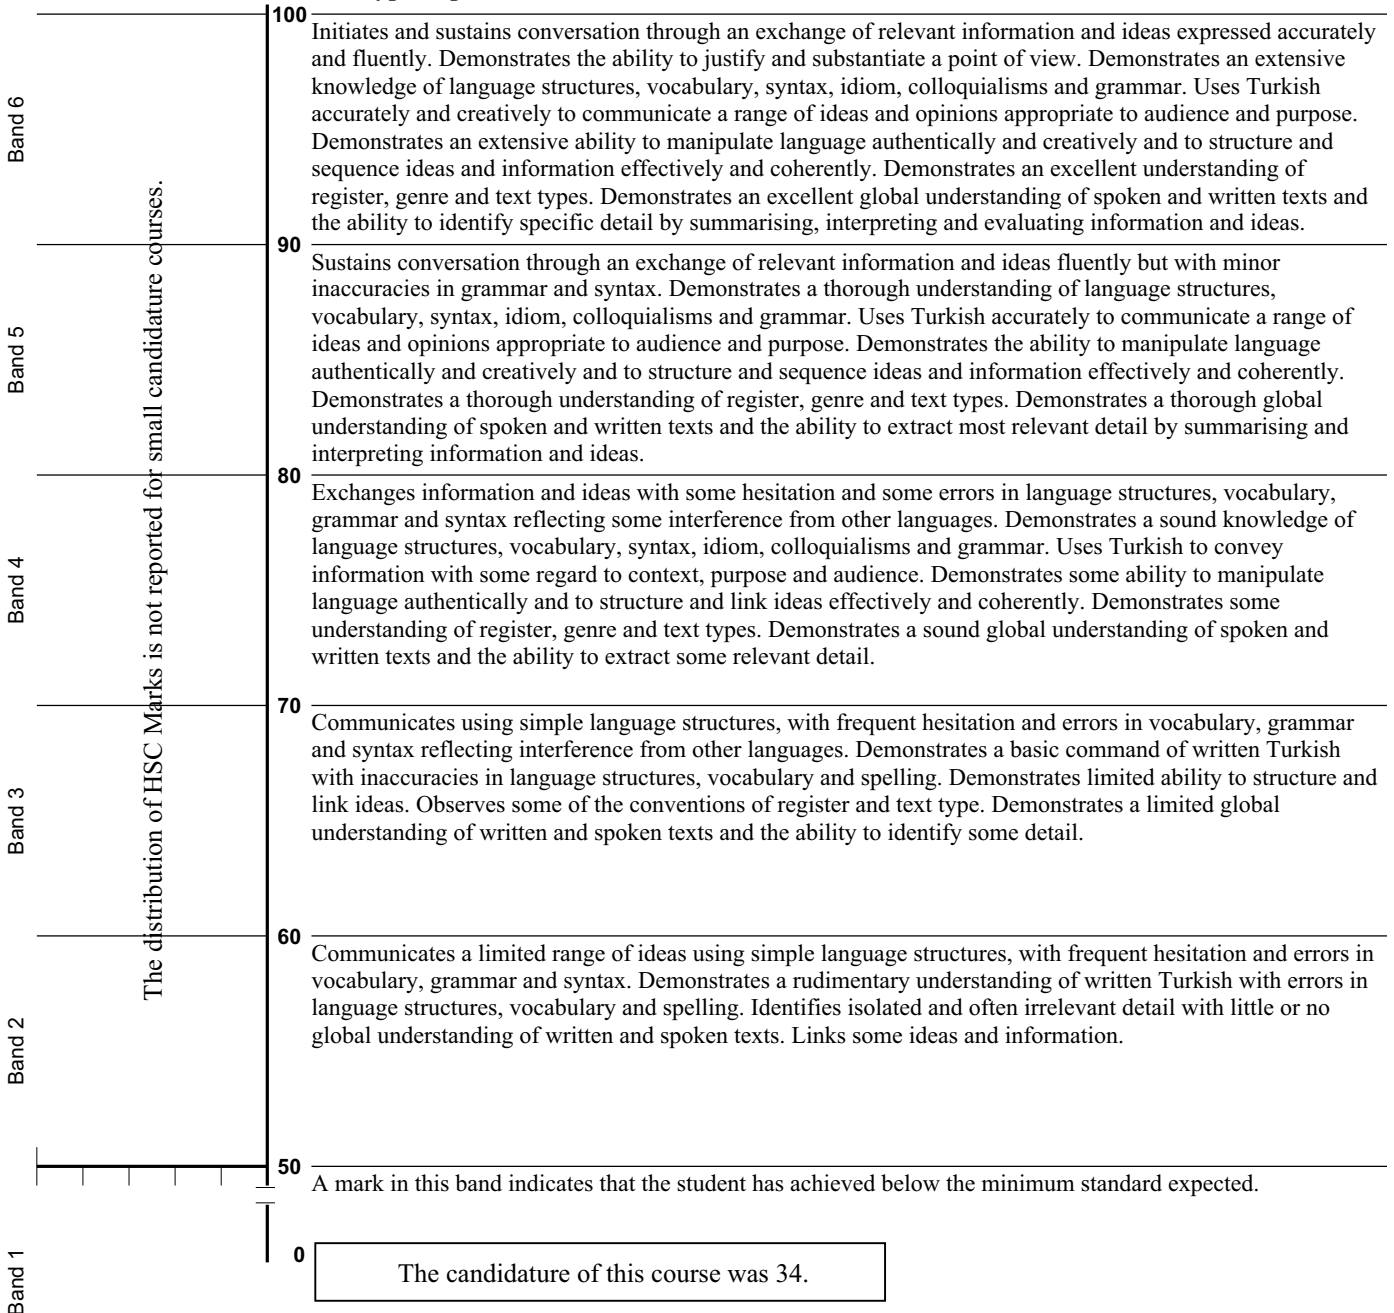 100
Initiates and sustains conversation through an exchange of relevant information and ideas expressed accurately
and fluently. Demonstrates the ability to justify and substantiate a point of view. Demonstrates an extensive
knowledge of language structures, vocabulary, syntax, idiom, colloquialisms and grammar. Uses Turkish
accurately and creatively to communicate a range of ideas and opinions appropriate to audience and purpose.
Demonstrates an extensive ability to manipulate language authentically and creatively and to structure and
sequence ideas and information effectively and coherently. Demonstrates an excellent understanding of
register, genre and text types. Demonstrates an excellent global understanding of spoken and written texts and
the ability to identify specific detail by summarising, interpreting and evaluating information and ideas.
Band 6
90
Sustains conversation through an exchange of relevant information and ideas fluently but with minor
inaccuracies in grammar and syntax. Demonstrates a thorough understanding of language structures,
vocabulary, syntax, idiom, colloquialisms and grammar. Uses Turkish accurately to communicate a range of
ideas and opinions appropriate to audience and purpose. Demonstrates the ability to manipulate language
authentically and creatively and to structure and sequence ideas and information effectively and coherently.
Demonstrates a thorough understanding of register, genre and text types. Demonstrates a thorough global
understanding of spoken and written texts and the ability to extract most relevant detail by summarising and
interpreting information and ideas.
Band 5
80
Exchanges information and ideas with some hesitation and some errors in language structures, vocabulary,
grammar and syntax reflecting some interference from other languages. Demonstrates a sound knowledge of
language structures, vocabulary, syntax, idiom, colloquialisms and grammar. Uses Turkish to convey
information with some regard to context, purpose and audience. Demonstrates some ability to manipulate
language authentically and to structure and link ideas effectively and coherently. Demonstrates some
understanding of register, genre and text types. Demonstrates a sound global understanding of spoken and
written texts and the ability to extract some relevant detail.
Band 4
The distribution of HSC Marks is not reported for small candidature courses.
70
Communicates using simple language structures, with frequent hesitation and errors in vocabulary, grammar
and syntax reflecting interference from other languages. Demonstrates a basic command of written Turkish
with inaccuracies in language structures, vocabulary and spelling. Demonstrates limited ability to structure and
link ideas. Observes some of the conventions of register and text type. Demonstrates a limited global
understanding of written and spoken texts and the ability to identify some detail.
Band 3
60
Communicates a limited range of ideas using simple language structures, with frequent hesitation and errors in
vocabulary, grammar and syntax. Demonstrates a rudimentary understanding of written Turkish with errors in
language structures, vocabulary and spelling. Identifies isolated and often irrelevant detail with little or no
global understanding of written and spoken texts. Links some ideas and information.
Band 2
50
A mark in this band indicates that the student has achieved below the minimum standard expected.
0
Band 1
The candidature of this course was 34.